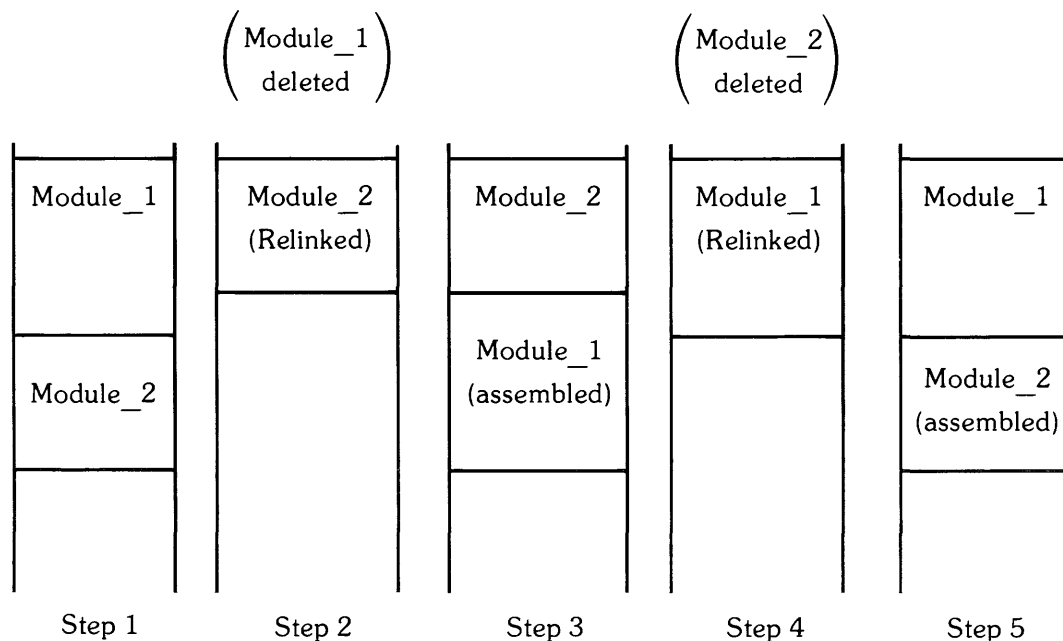 Module_1
deleted
Module_2
deleted
Module_1
Module_2
Module_2
(Relinked)
Module_2
Module_1
(assembled)
Module_1
(Relinked)
Module_1
Module_2
(assembled)
Step 1
Step 2
Step 3
Step 4
Step 5